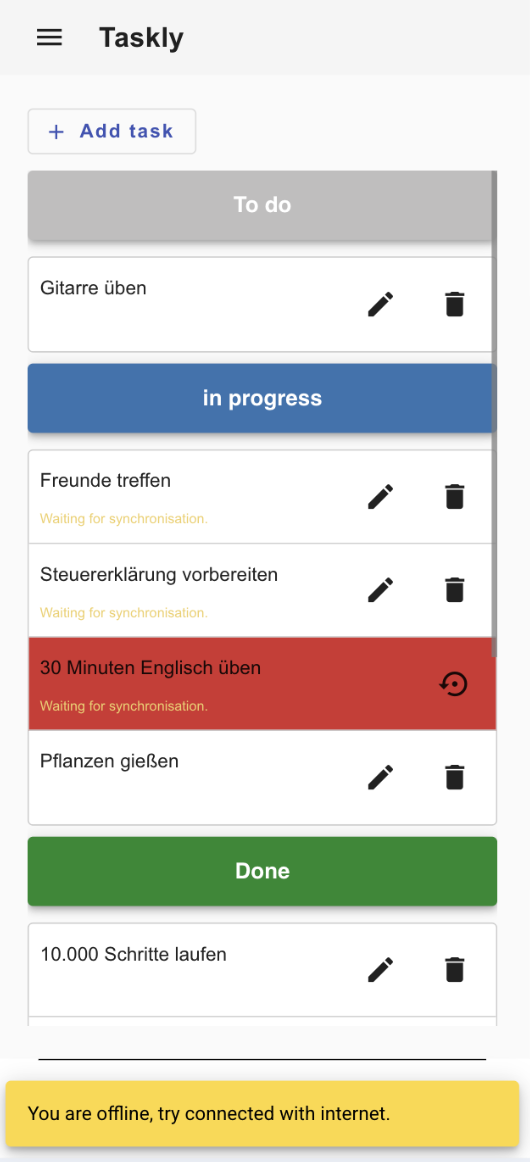 Taskly
+ Add task
To do
Gitarre üben
in progress
Freunde treffen
Waiting for synchronisation.
Steuererklärung vorbereiten
Waiting for synchronisation.
30 Minuten Englisch üben
Waiting for synchronisation.
Pflanzen gießen
Done
10.000 Schritte laufen
You are offline, try connected with internet.